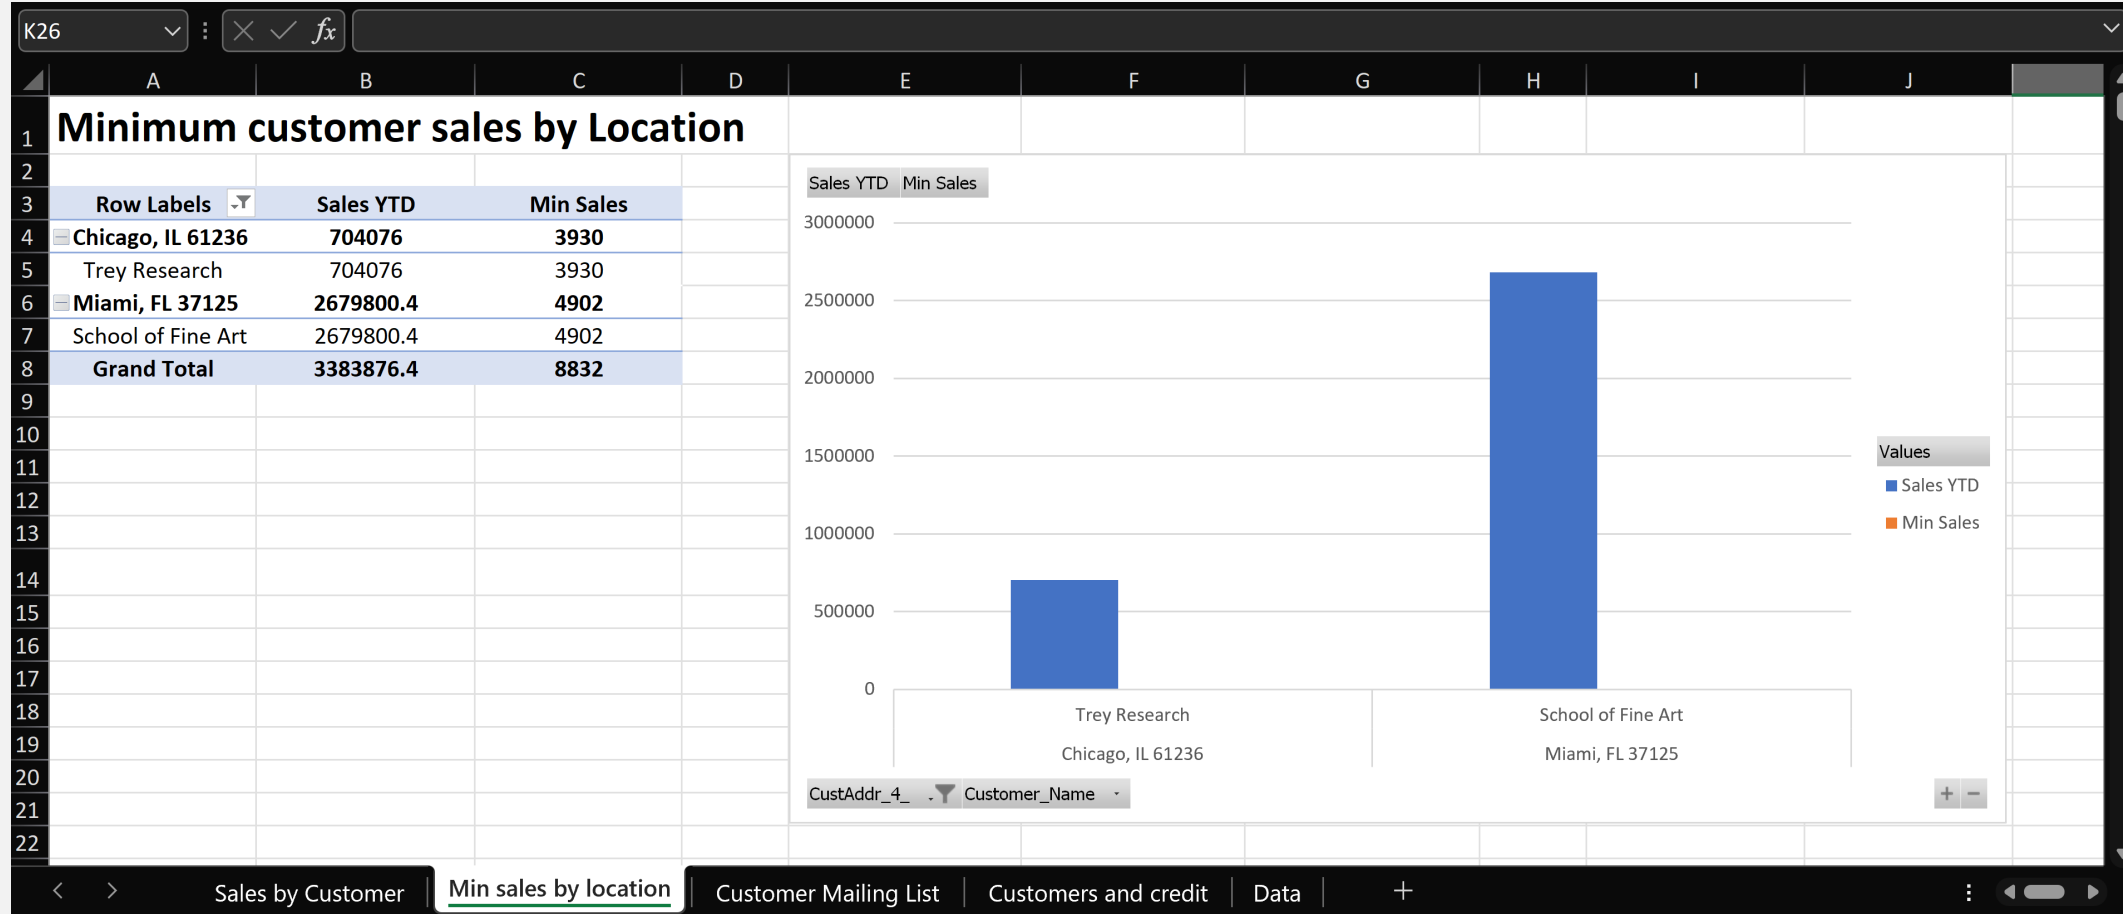 K26
fx
A B C D E F G H I J
1 Minimum customer sales by Location
2
3 Row Labels Sales YTD Min Sales
4 Chicago, IL 61236 704076 3930
5 Trey Research 704076 3930
6 Miami, FL 37125 2679800.4 4902
7 School of Fine Art 2679800.4 4902
8 Grand Total 3383876.4 8832
9
10
11
12
13
14
15
16
17
18
19
20
21
22
Sales YTD Min Sales
3000000
2500000
2000000
1500000
1000000
500000
0
Trey Research School of Fine Art
Chicago, IL 61236 Miami, FL 37125
Values
Sales YTD
Min Sales
CustAddr_4_ Customer_Name
Sales by Customer Min sales by location Customer Mailing List Customers and credit Data